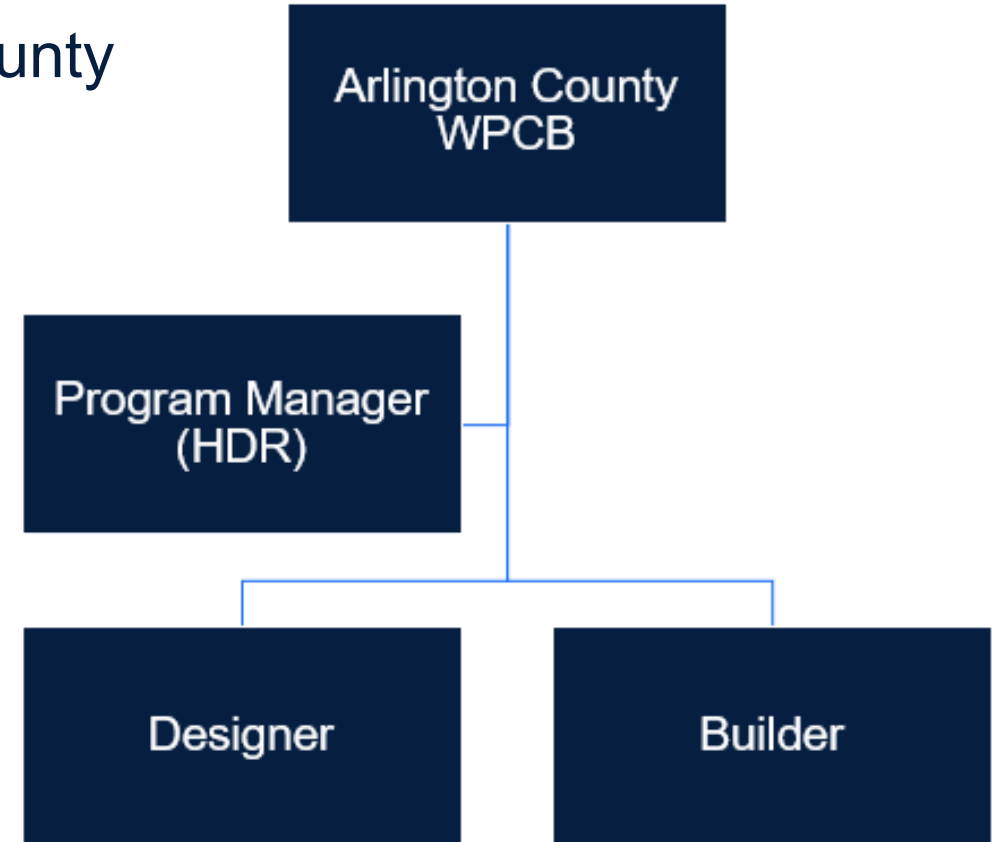 unty
Arlington County
WPCB
Program Manager
(HDR)
Designer
Builder